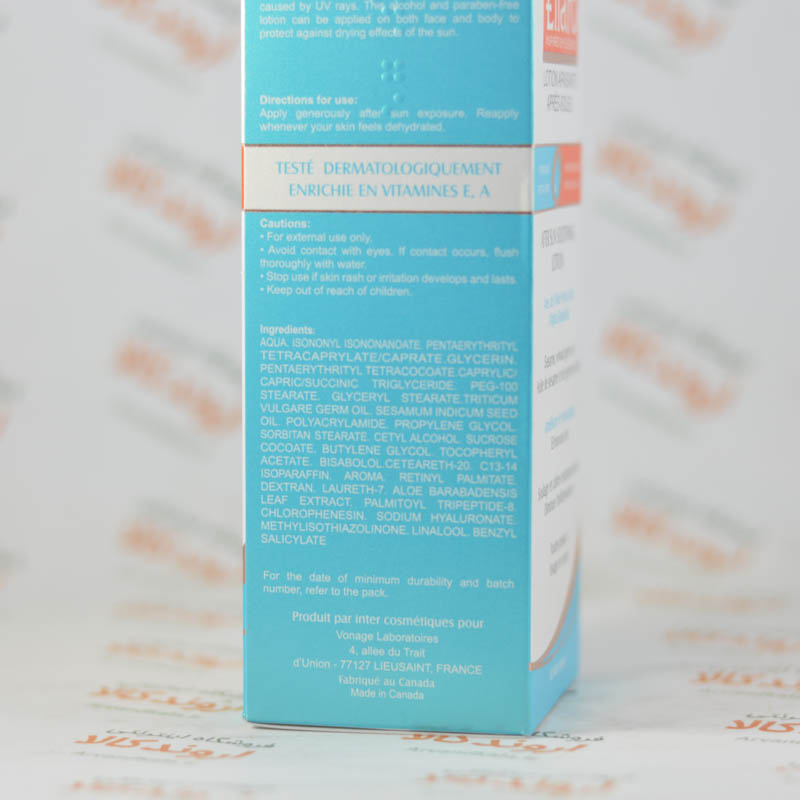 caused by UV rays. This alcohol and paraben-free
lotion can be applied on both face and body to
protect against drying effects of the sun.
Directions for use:
Apply generously after sun exposure. Reapply
whenever your skin feels dehydrated.
TESTÉ DERMATOLOGIQUEMENT
ENRICHIE EN VITAMINES E, A
Cautions:
• For external use only.
• Avoid contact with eyes. If contact occurs, flush
thoroughly with water.
• Stop use if skin rash or irritation develops and lasts.
• Keep out of reach of children.
Ingredients:
AQUA. ISONONYL ISONONANOATE. PENTAERYTHRITYL
TETRACAPRYLATE/CAPRATE.GLYCERIN.
PENTAERYTHRITYL TETRACOCOATE.CAPRYLIC/
CAPRIC/SUCCINIC TRIGLYCERIDE. PEG-100
STEARATE. GLYCERYL STEARATE.TRITICUM
VULGARE GERM OIL. SESAMUM INDICUM SEED
OIL. POLYACRYLAMIDE. PROPYLENE GLYCOL.
SORBITAN STEARATE. CETYL ALCOHOL. SUCROSE
COCOATE. BUTYLENE GLYCOL. TOCOPHERYL
ACETATE. BISABOLOL.CETEARETH-20. C13-14
ISOPARAFFIN. AROMA. RETINYL PALMITATE.
DEXTRAN. LAURETH-7. ALOE BARABADENSIS
LEAF EXTRACT. PALMITOYL TRIPEPTIDE-8.
CHLOROPHENESIN. SODIUM HYALURONATE.
METHYLISOTHIAZOLINONE. LINALOOL. BENZYL
SALICYLATE
For the date of minimum durability and batch
number, refer to the pack.
Produit par inter cosmétiques pour
Vonage Laboratoires
4, allee du Trait
d'Union - 77127 LIEUSAINT, FRANCE
Fabriqué au Canada
Made in Canada
AFTER SUN
LOTION
فروشگاه اینترنتی
اروند کالا